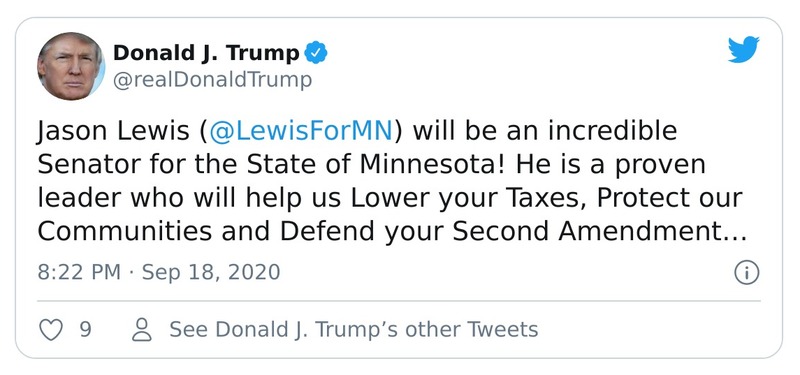 Donald J. Trump
@realDonaldTrump
Jason Lewis (@LewisForMN) will be an incredible
Senator for the State of Minnesota! He is a proven
leader who will help us Lower your Taxes, Protect our
Communities and Defend your Second Amendment…
8:22 PM · Sep 18, 2020
9
See Donald J. Trump’s other Tweets